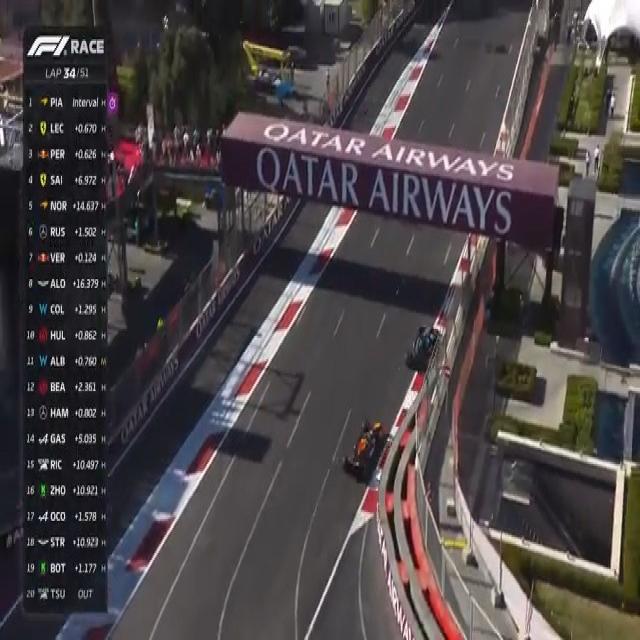 F1 RACE
LAP 34/51
1 PIA Interval H
2 LEC +0.670 H
3 PER +0.626 H
4 SAI +6.972 H
5 NOR +14.637 H
6 RUS +1.502 H
7 VER +0.124 H
8 ALO +16.379 H
9 COL +1.295 H
10 HUL +0.862 H
11 ALB +0.760 M
12 BEA +2.361 H
13 HAM +0.802 H
14 GAS +5.035 H
15 RIC +10.497 H
16 ZHO +10.921 H
17 OCO +1.578 H
18 STR +10.923 H
19 BOT +1.177 H
20 TSU OUT
QATAR AIRWAYS
QATAR AIRWAYS
QATAR AIRWAYS